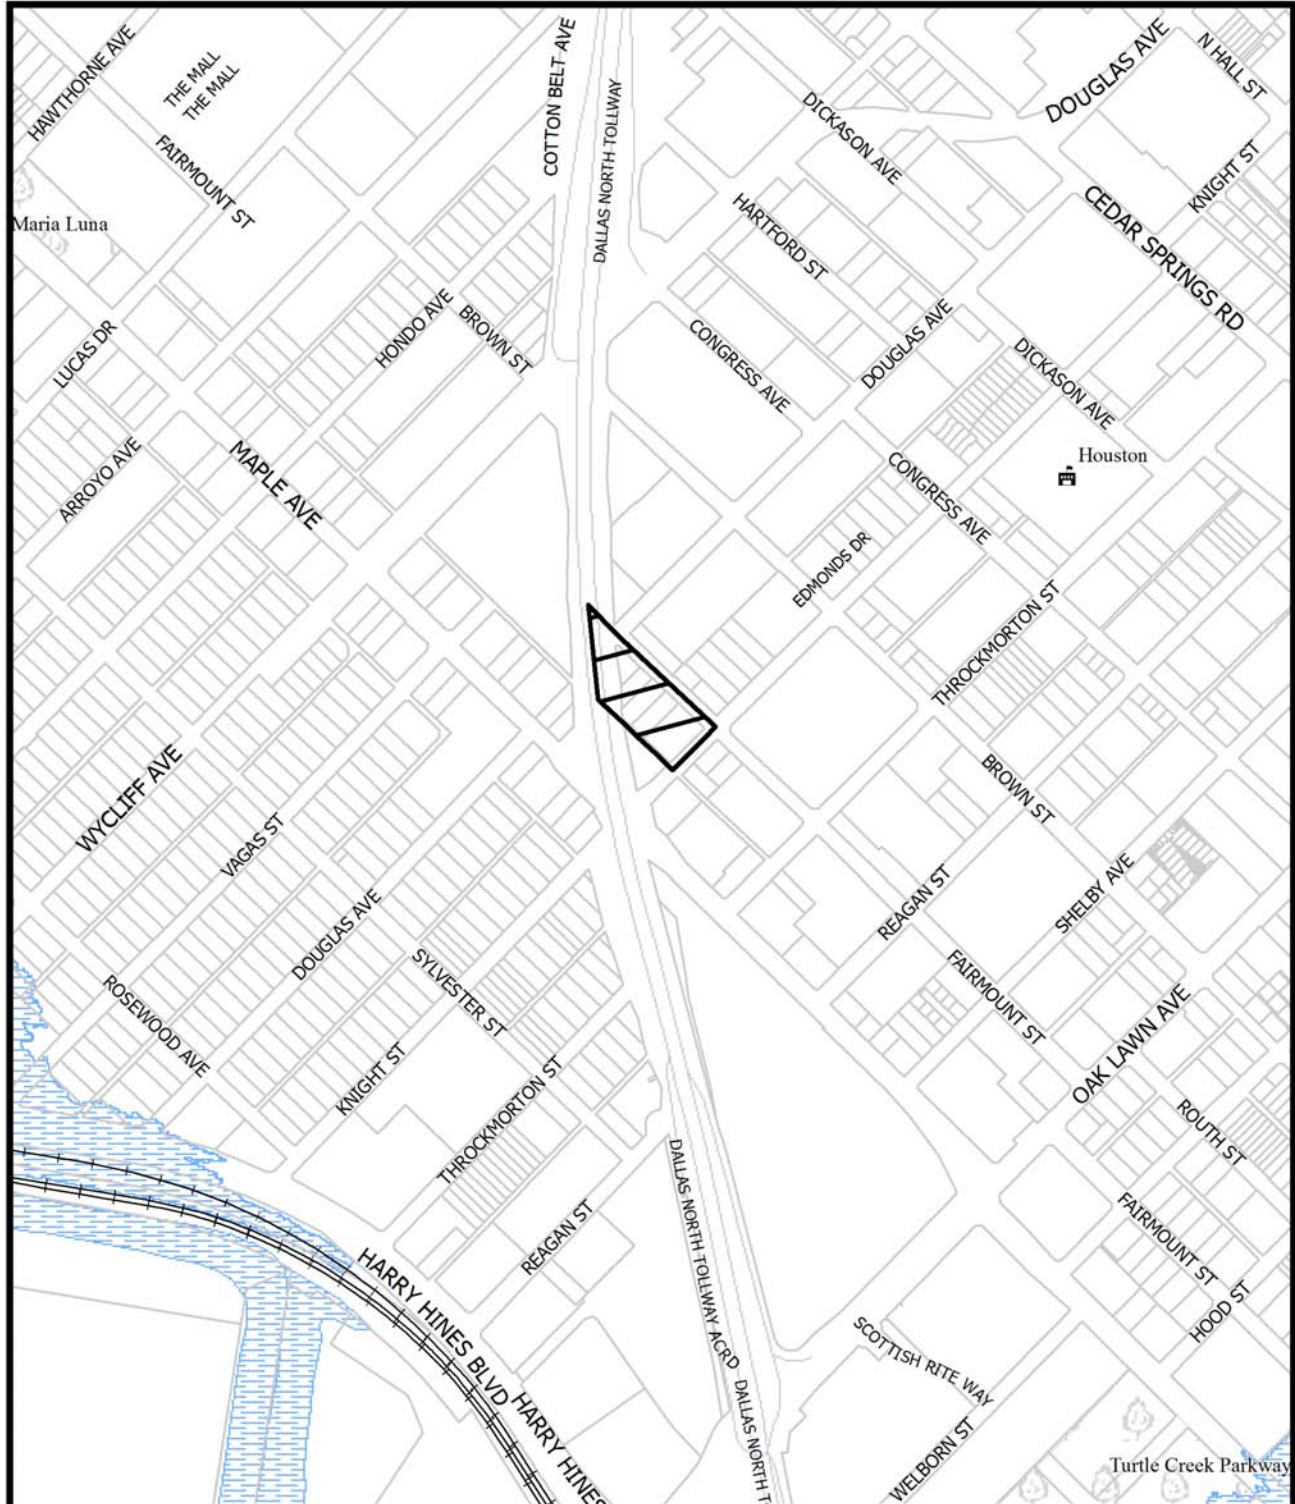 HAWTHORNE AVE
THE MALL
THE MALL
COTTON BELT AVE
DALLAS NORTH TOLLWAY
DOUGLAS AVE
N HALL ST
DICKASON AVE
FAIRMOUNT ST
KNIGHT ST
Maria Luna
HARTFORD ST
CEDAR SPRINGS RD
LUCAS DR
HONDO AVE
BROWN ST
CONGRESS AVE
DOUGLAS AVE
DICKASON AVE
ARROYO AVE
MAPLE AVE
Houston
CONGRESS AVE
EDMONDS DR
THROCKMORTON ST
WYCLIFF AVE
VAGAS ST
BROWN ST
DOUGLAS AVE
REAGAN ST
SHELBY AVE
SYLVESTER ST
FAIRMOUNT ST
ROSEWOOD AVE
KNIGHT ST
OAK LAWN AVE
THROCKMORTON ST
ROUTH ST
DALLAS NORTH TOLLWAY ACRD
REAGAN ST
FAIRMOUNT ST
HARRY HINES BLVD
HOOD ST
SCOTTISH RITE WAY
HARRY HINES
DALLAS NORTH T
WELBORN ST
Turtle Creek Parkway